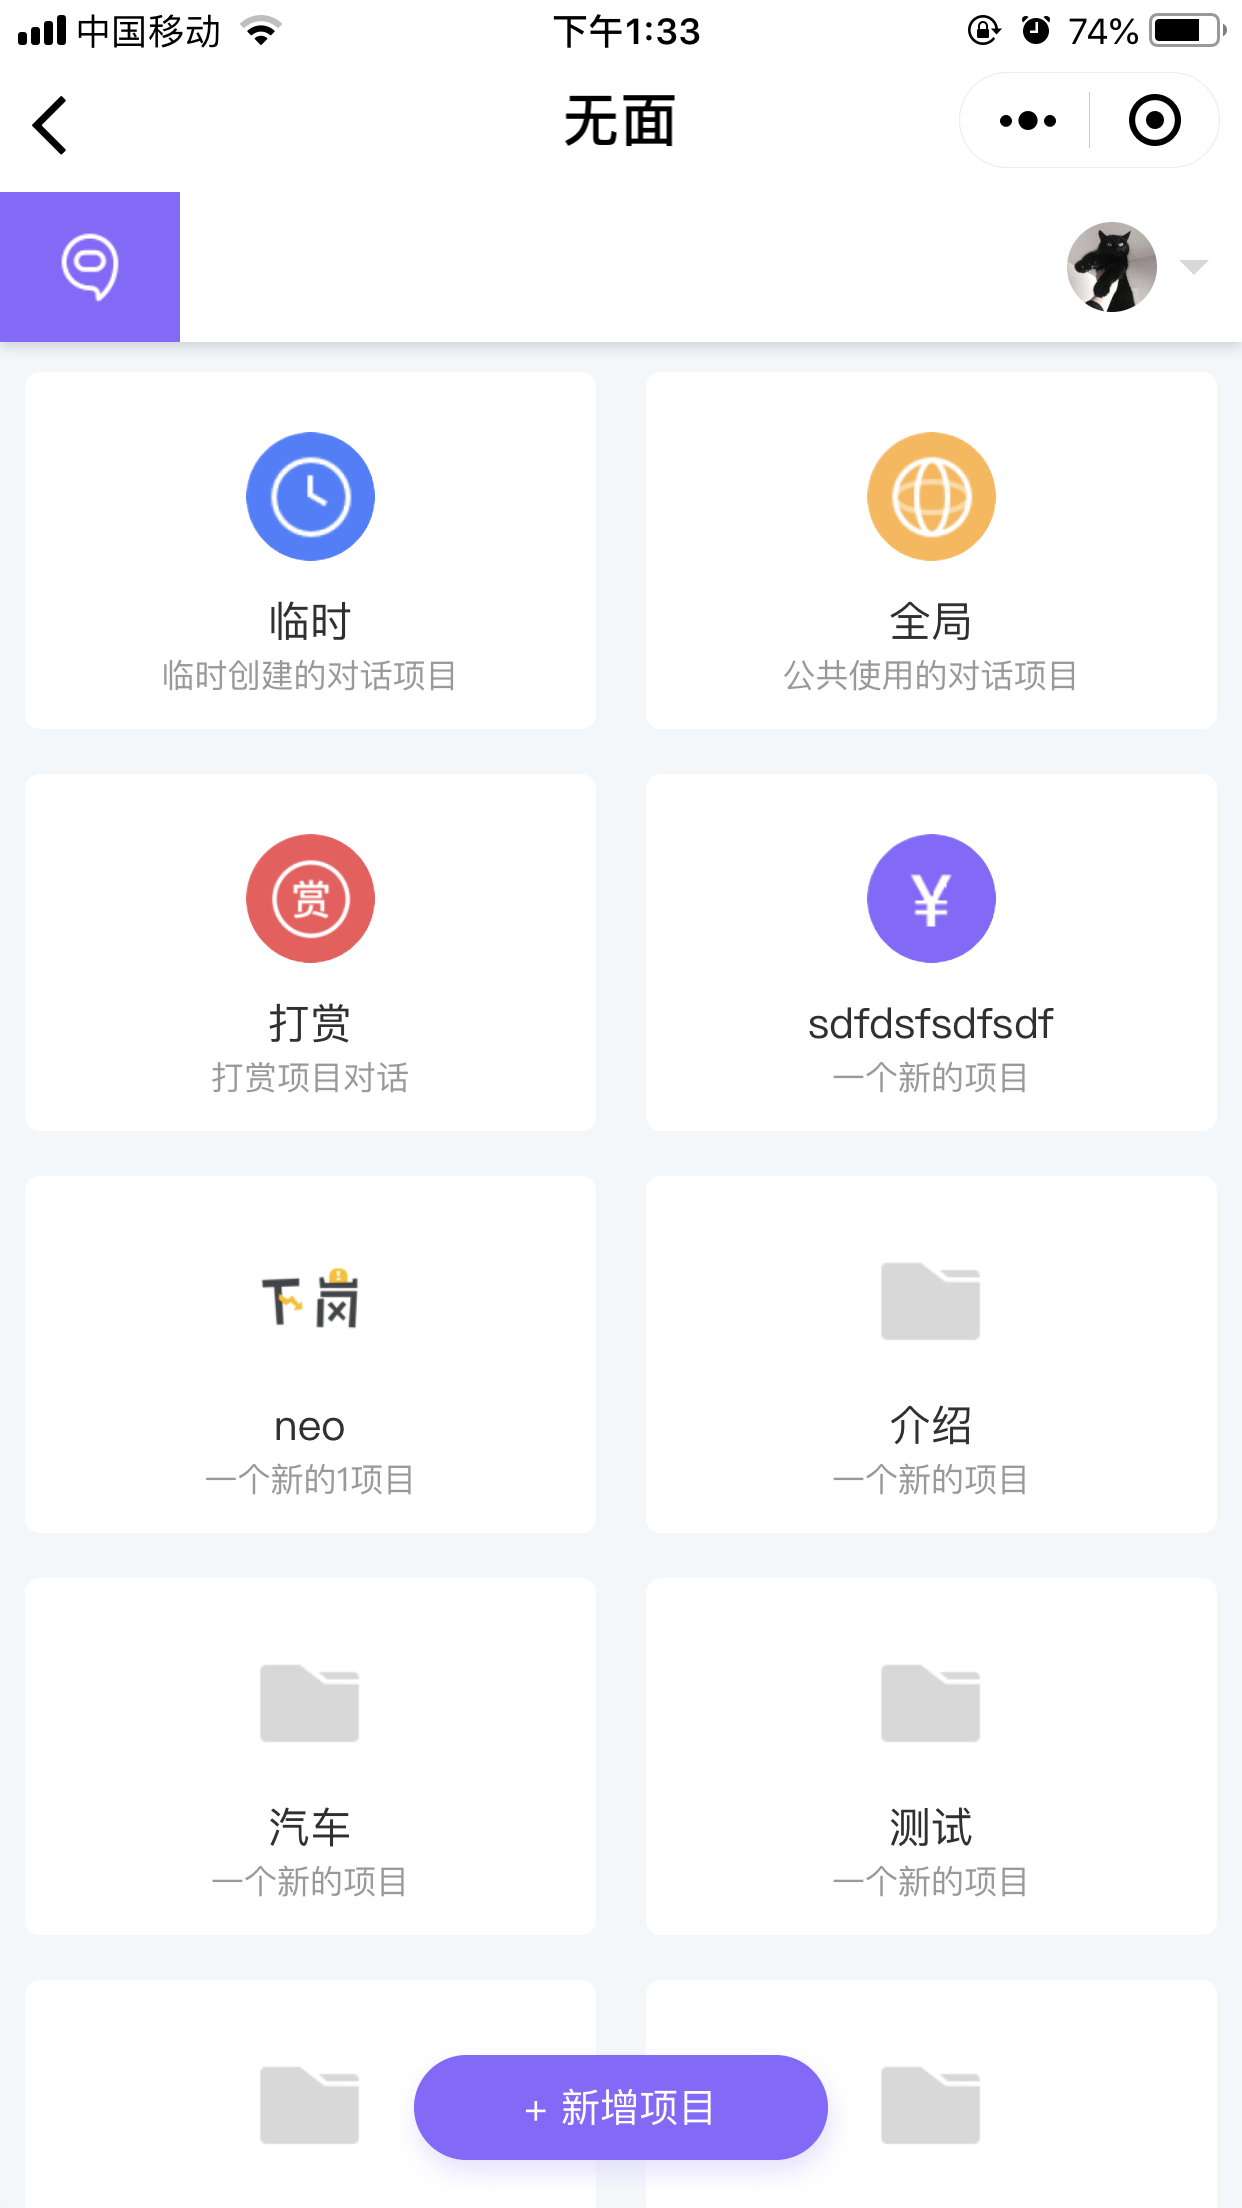 中国移动
下午1:33
74%
无面
临时
临时创建的对话项目
全局
公共使用的对话项目
赏
打赏
打赏项目对话
¥
sdfdsfsdfsdf
一个新的项目
下岗
neo
一个新的1项目
介绍
一个新的项目
汽车
一个新的项目
测试
一个新的项目
+ 新增项目